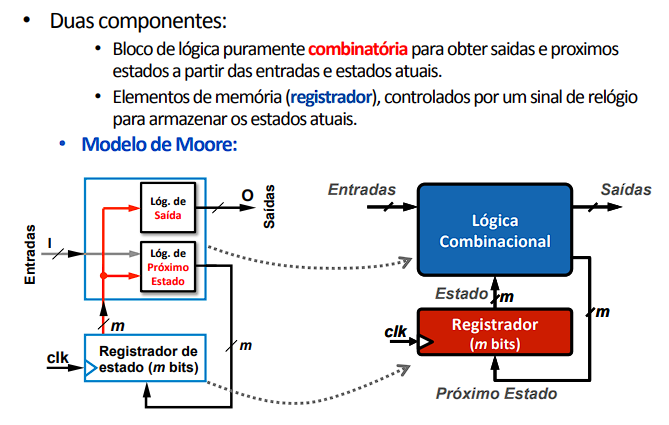 • Duas componentes:
• Bloco de lógica puramente combinatória para obter saidas e proximos
estados a partir das entradas e estados atuais.
• Elementos de memória (registrador), controlados por um sinal de relógio
para armazenar os estados atuais.
• Modelo de Moore:
Entradas
I
Lóg. de
Saída
O
Saídas
Lóg. de
Próximo
Estado
m
m
clk
Registrador de
estado (m bits)
Entradas
Saídas
Lógica
Combinacional
Estado
m
m
clk
Registrador
(m bits)
Próximo Estado